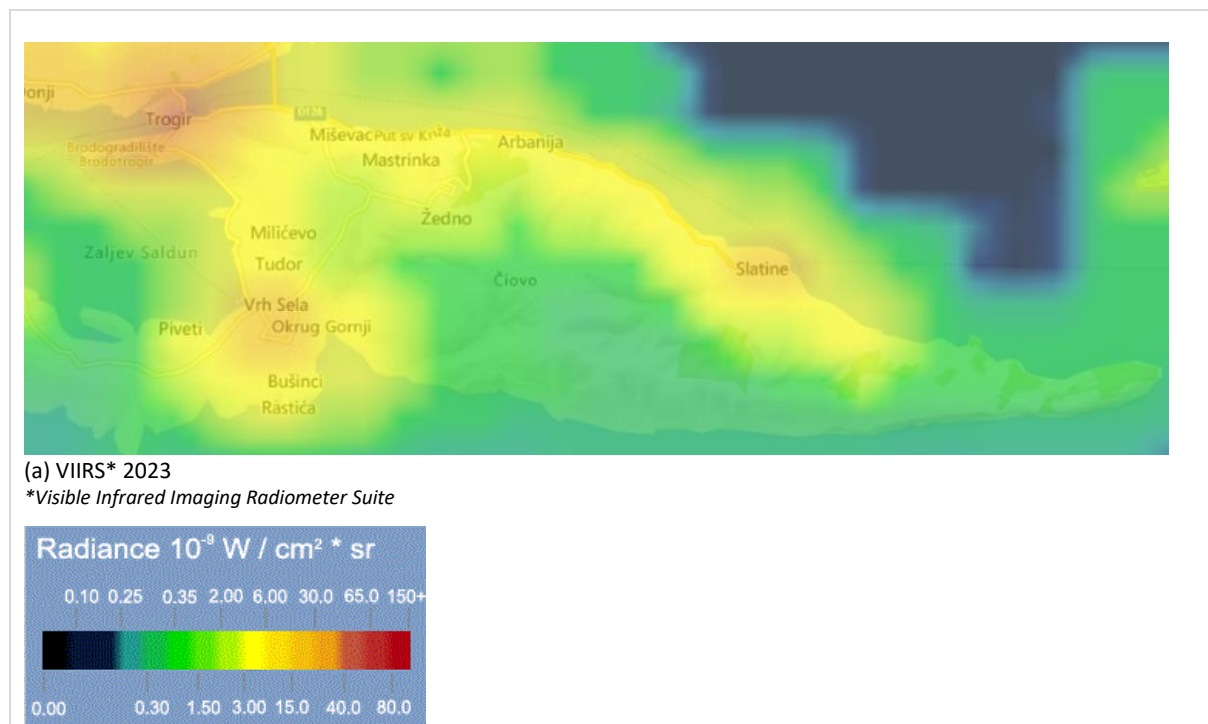 Donji
Trogir
D126
Miševac Put sv Križa
Arbanija
Brodogradilište
Brodotrogir
Mastrinka
Žedno
Milićevo
Zaljev Saldun
Tudor
Čiovo
Slatine
Vrh Sela
Piveti
Okrug Gornji
Bušinci
Rastića
(a) VIIRS* 2023
*Visible Infrared Imaging Radiometer Suite
Radiance 10⁻⁹ W / cm² * sr
0.10 0.25 0.35 2.00 6.00 30.0 65.0 150+
0.00 0.30 1.50 3.00 15.0 40.0 80.0